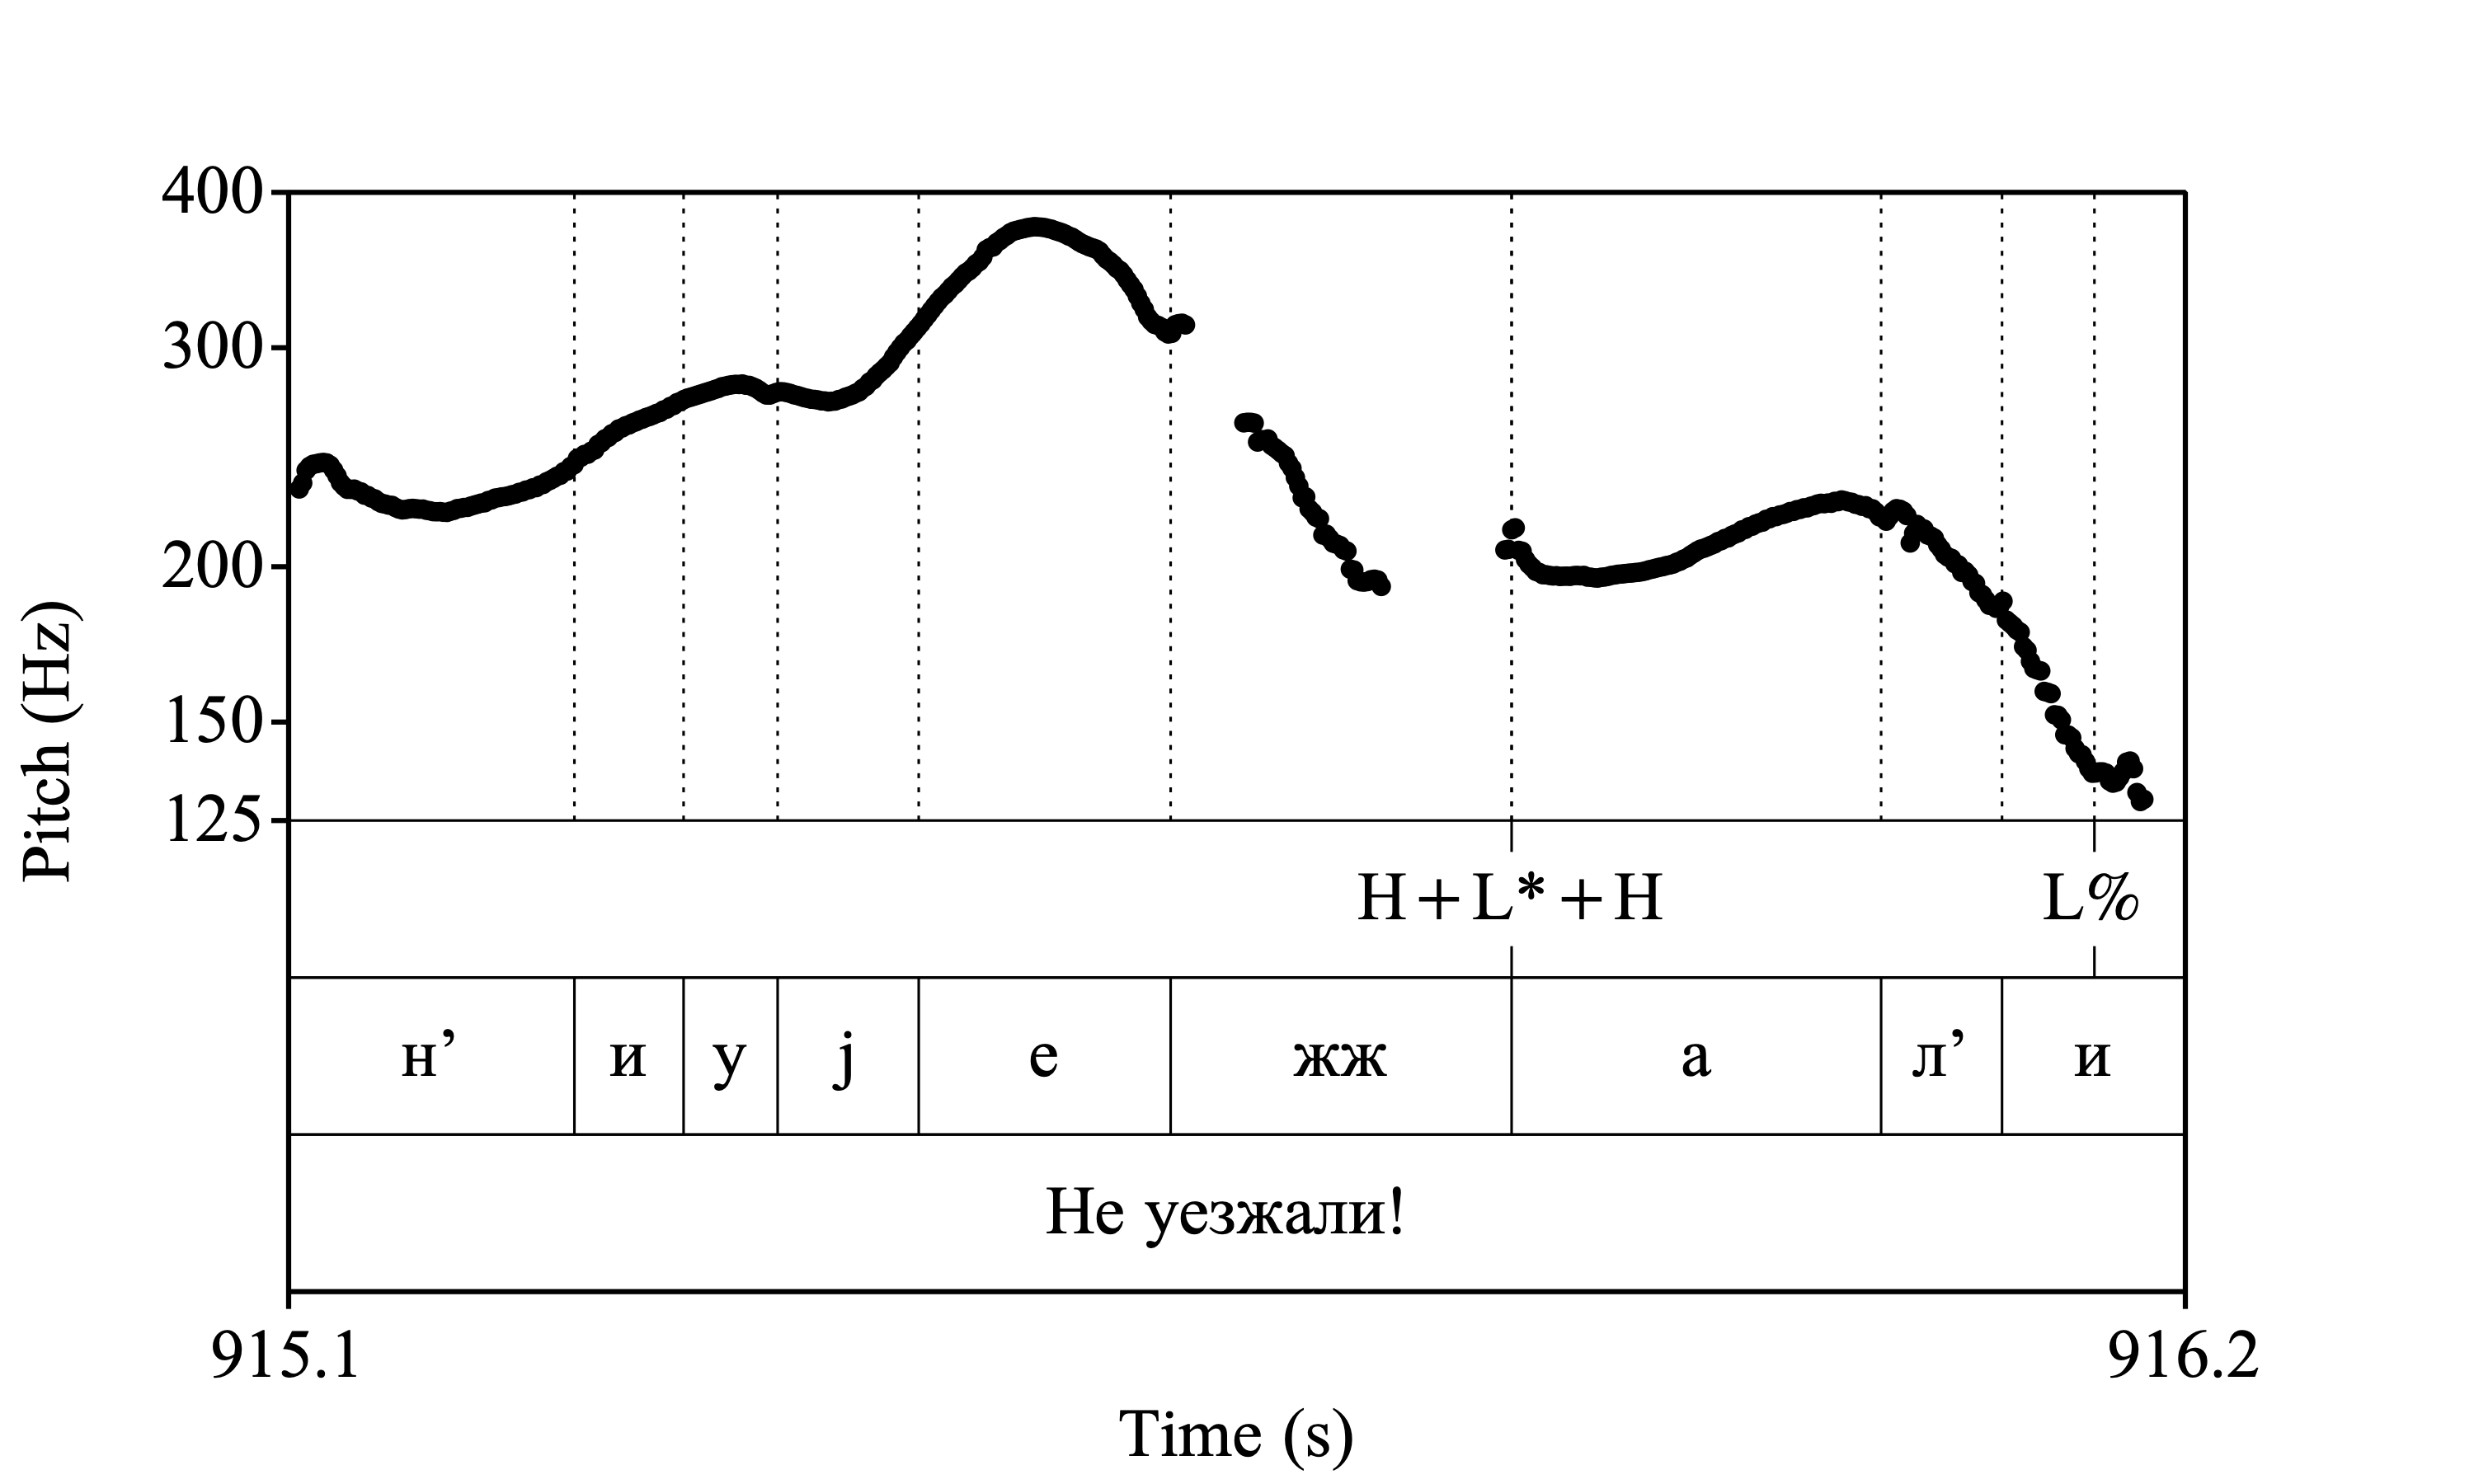 400
300
200
150
125
Pitch (Hz)
H+L*+H L%
н’ и у j е жж а л’ и
Не уезжали!
915.1 916.2
Time (s)